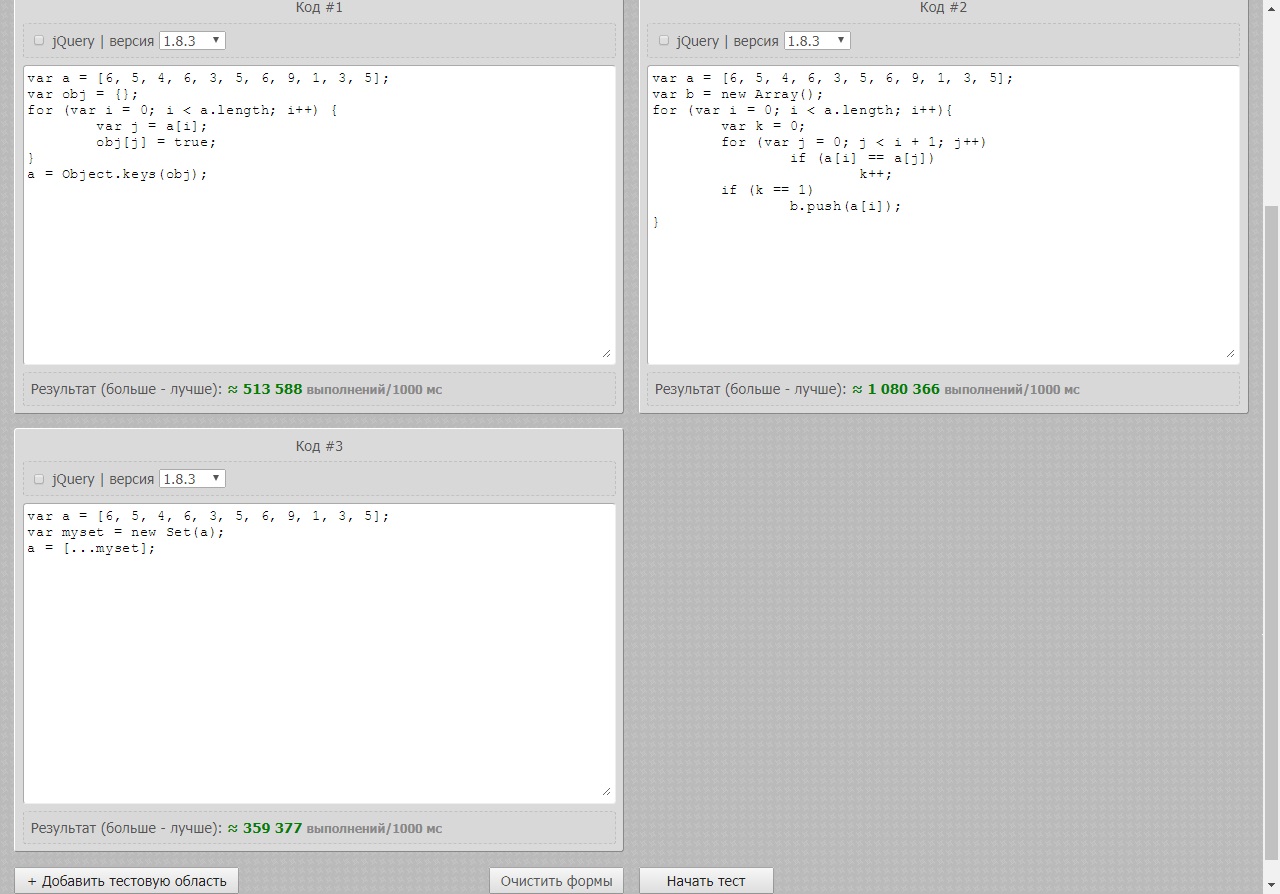 Код #1
jQuery | версия 1.8.3
var a = [6, 5, 4, 6, 3, 5, 6, 9, 1, 3, 5];
var obj = {};
for (var i = 0; i < a.length; i++) {
        var j = a[i];
        obj[j] = true;
}
a = Object.keys(obj);
Результат (больше - лучше): ≈ 513 588 выполнений/1000 мс
Код #2
jQuery | версия 1.8.3
var a = [6, 5, 4, 6, 3, 5, 6, 9, 1, 3, 5];
var b = new Array();
for (var i = 0; i < a.length; i++){
        var k = 0;
        for (var j = 0; j < i + 1; j++)
                if (a[i] == a[j])
                        k++;
        if (k == 1)
                b.push(a[i]);
}
Результат (больше - лучше): ≈ 1 080 366 выполнений/1000 мс
Код #3
jQuery | версия 1.8.3
var a = [6, 5, 4, 6, 3, 5, 6, 9, 1, 3, 5];
var myset = new Set(a);
a = [...myset];
Результат (больше - лучше): ≈ 359 377 выполнений/1000 мс
+ Добавить тестовую область
Очистить формы
Начать тест